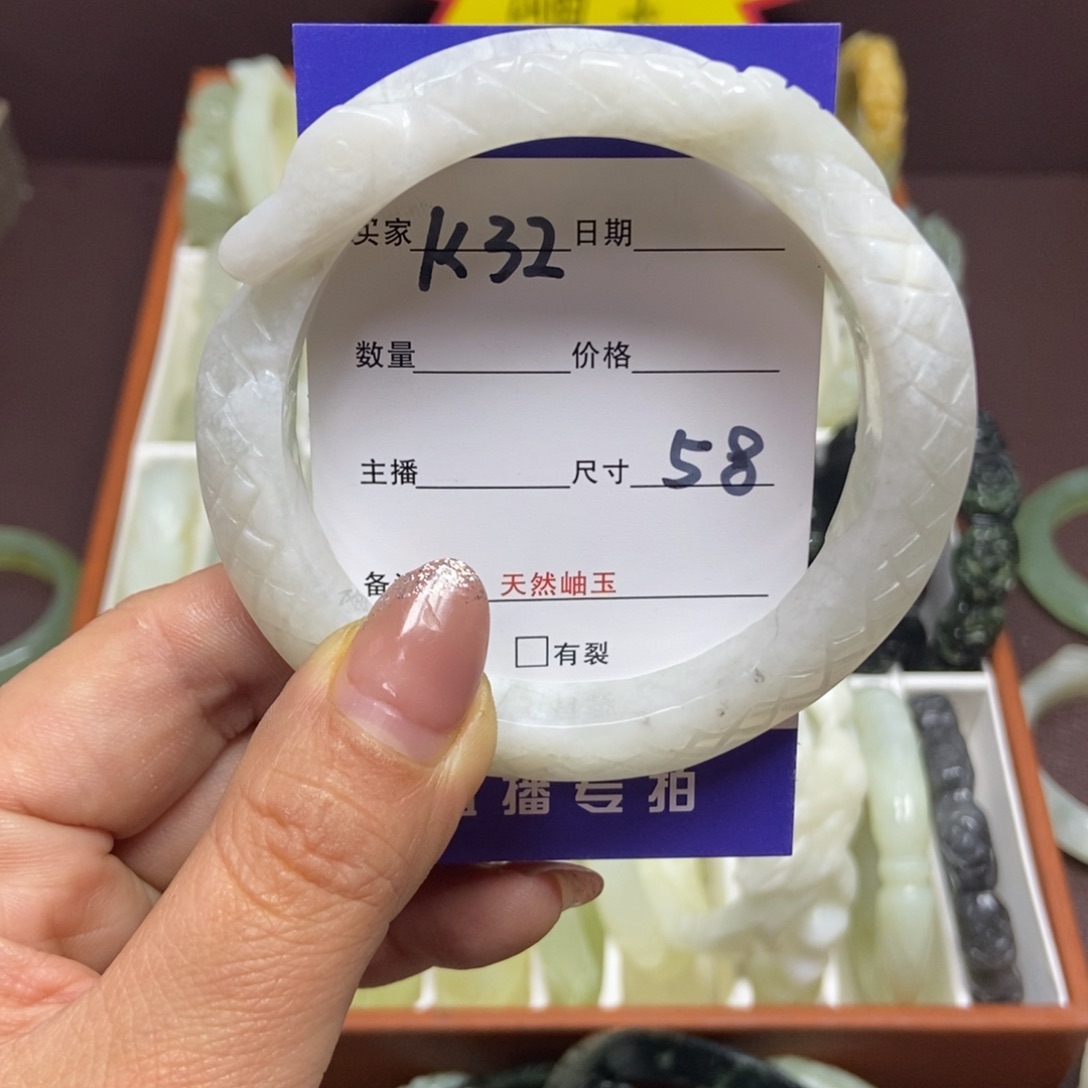 买家 K32 日期
数量 价格
主播 尺寸 58
备 天然岫玉
□有裂
播专拍